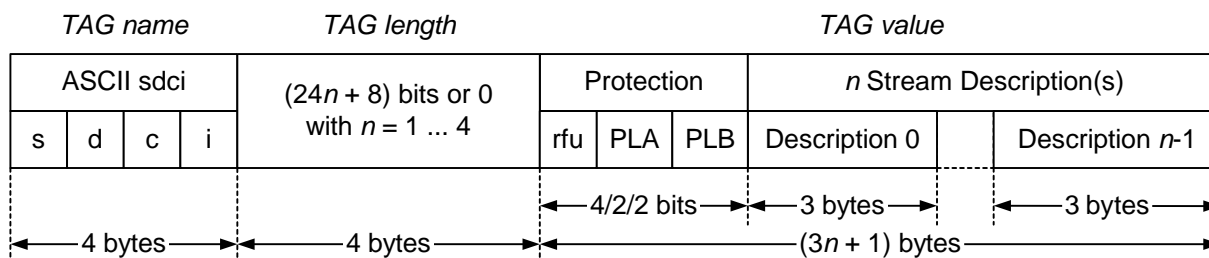 TAG name TAG length TAG value
ASCII sdci
(24n + 8) bits or 0
with n = 1 ... 4
Protection
n Stream Description(s)
s d c i
rfu PLA PLB
Description 0
Description n-1
4/2/2 bits 3 bytes 3 bytes
4 bytes 4 bytes (3n + 1) bytes